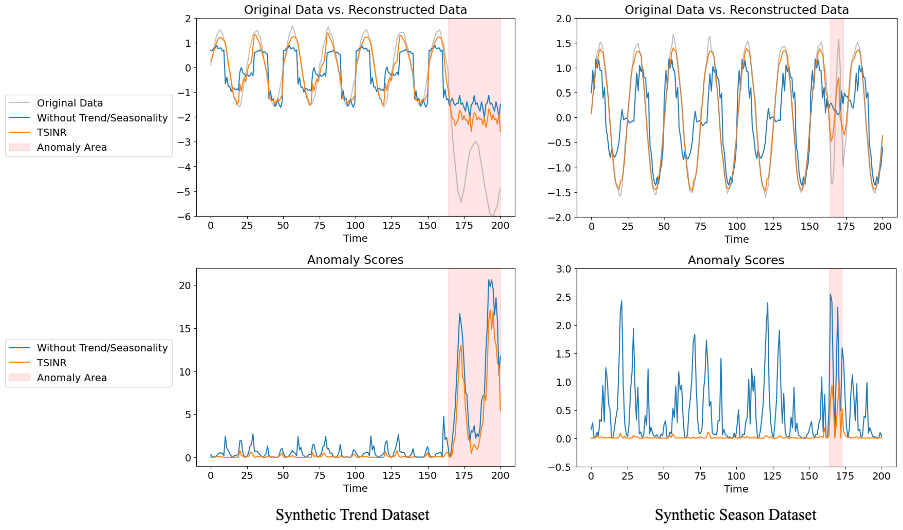 Original Data vs. Reconstructed Data
2
1
0
−1
−2
−3
−4
−5
−6
0 25 50 75 100 125 150 175 200
Time
Original Data
Without Trend/Seasonality
TSINR
Anomaly Area
Original Data vs. Reconstructed Data
2.0
1.5
1.0
0.5
0.0
−0.5
−1.0
−1.5
−2.0
0 25 50 75 100 125 150 175 200
Time
Anomaly Scores
20
15
10
5
0
0 25 50 75 100 125 150 175 200
Time
Without Trend/Seasonality
TSINR
Anomaly Area
Anomaly Scores
3.0
2.5
2.0
1.5
1.0
0.5
0.0
−0.5
0 25 50 75 100 125 150 175 200
Time
Synthetic Trend Dataset
Synthetic Season Dataset